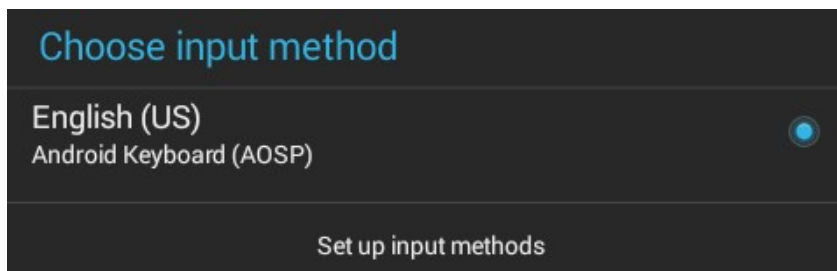 Choose input method
English (US)
Android Keyboard (AOSP)
Set up input methods